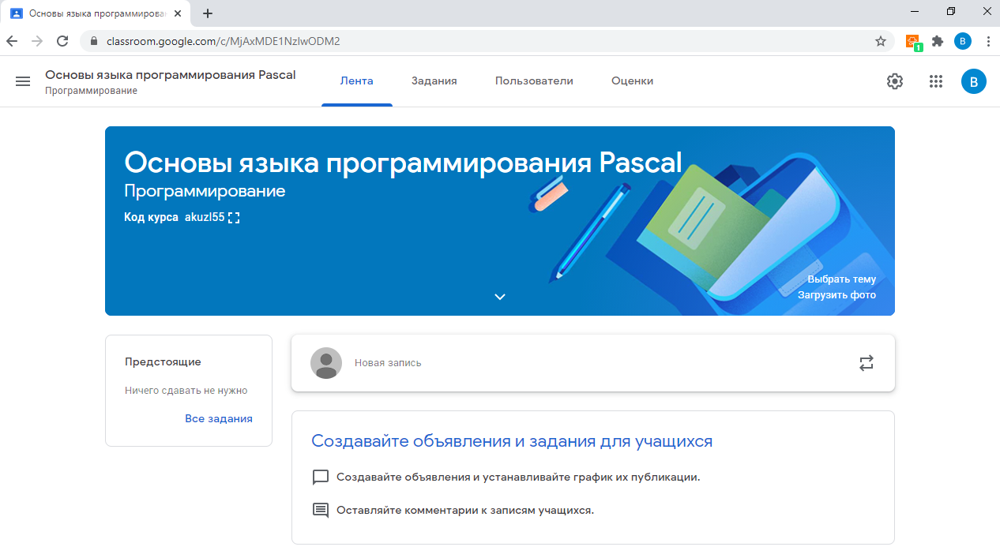 Основы языка программирова
classroom.google.com/c/MjAxMDE1NzIwODM2
B
1
Основы языка программирования Pascal
Программирование
Лента
Задания
Пользователи
Оценки
B
Основы языка программирования Pascal
Программирование
Код курса akuzl55
Выбрать тему
Загрузить фото
Предстоящие
Ничего сдавать не нужно
Все задания
Новая запись
Создавайте объявления и задания для учащихся
Создавайте объявления и устанавливайте график их публикации.
Оставляйте комментарии к записям учащихся.